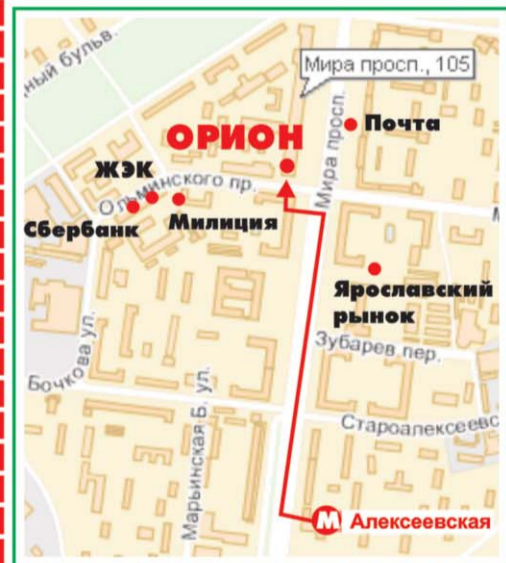 ный бульв.
Мира просп., 105
Мира просп.
Почта
ОРИОН
ЖЭК
Ольминского пр.
Сбербанк
Милиция
Ярославский
рынок
Зубарев пер.
Бочкова ул.
Марьинская Б. ул.
Староалексеевс
М Алексеевская